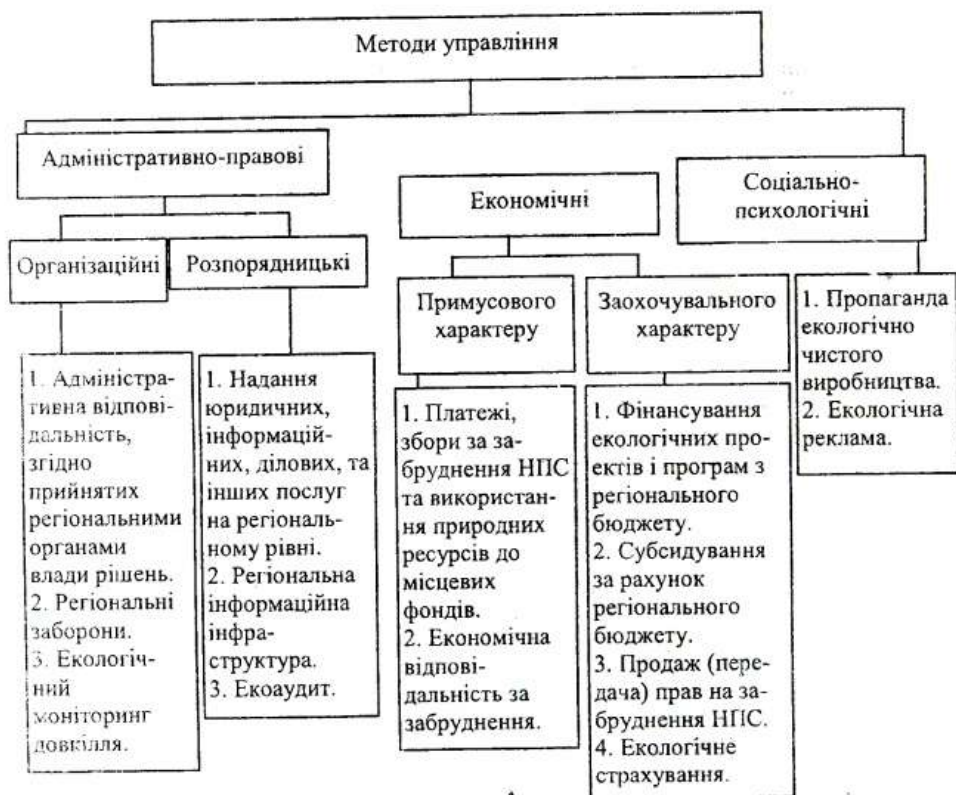 Методи управління
Адміністративно-правові
Організаційні
1. Адміністра-
тивна відпові-
дальність,
згідно
прийнятих
регіональними
органами
влади рішень.
2. Регіональні
заборони.
3. Екологіч-
ний
моніторинг
довкілля.
Розпорядницькі
1. Надання
юридичних,
інформацій-
них, ділових, та
інших послуг
на регіональ-
ному рівні.
2. Регіональна
інформаційна
інфра-
структура.
3. Екоаудит.
Економічні
Примусового
характеру
1. Платежі,
збори за за-
бруднення НПС
та використан-
ня природних
ресурсів до
місцевих
фондів.
2. Економічна
відпові-
дальність за
забруднення.
Заохочувального
характеру
1. Фінансування
екологічних про-
ектів і програм з
регіонального
бюджету.
2. Субсидування
за рахунок
регіонального
бюджету.
3. Продаж (пере-
дача) прав на за-
бруднення НПС.
4. Екологічне
страхування.
Соціально-
психологічні
1. Пропаганда
екологічно
чистого
виробництва.
2. Екологічна
реклама.